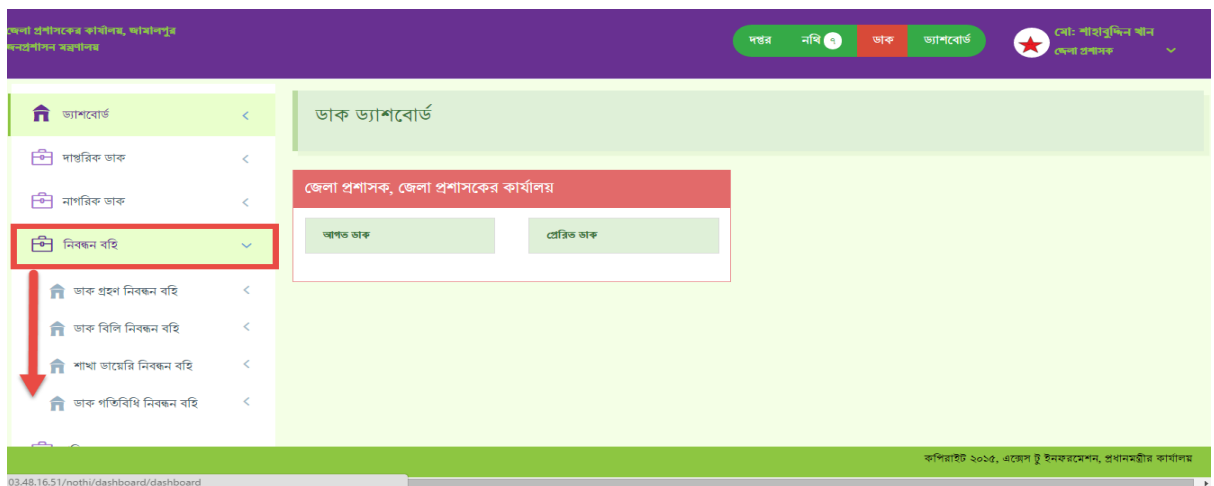 জেলা প্রশাসকের কার্যালয়, জামালপুর
জনপ্রশাসন মন্ত্রণালয়
দপ্তর নথি ৭ ডাক ড্যাশবোর্ড
মো: শাহাবুদ্দিন খান
জেলা প্রশাসক
ড্যাশবোর্ড
দাপ্তরিক ডাক
নাগরিক ডাক
নিবন্ধন বহি
ডাক গ্রহণ নিবন্ধন বহি
ডাক বিলি নিবন্ধন বহি
শাখা ডায়েরি নিবন্ধন বহি
ডাক গতিবিধি নিবন্ধন বহি
ডাক ড্যাশবোর্ড
জেলা প্রশাসক, জেলা প্রশাসকের কার্যালয়
আগত ডাক প্রেরিত ডাক
কপিরাইট ২০১৫, এক্সেস টু ইনফরমেশন, প্রধানমন্ত্রীর কার্যালয়
03.48.16.51/nothi/dashboard/dashboard